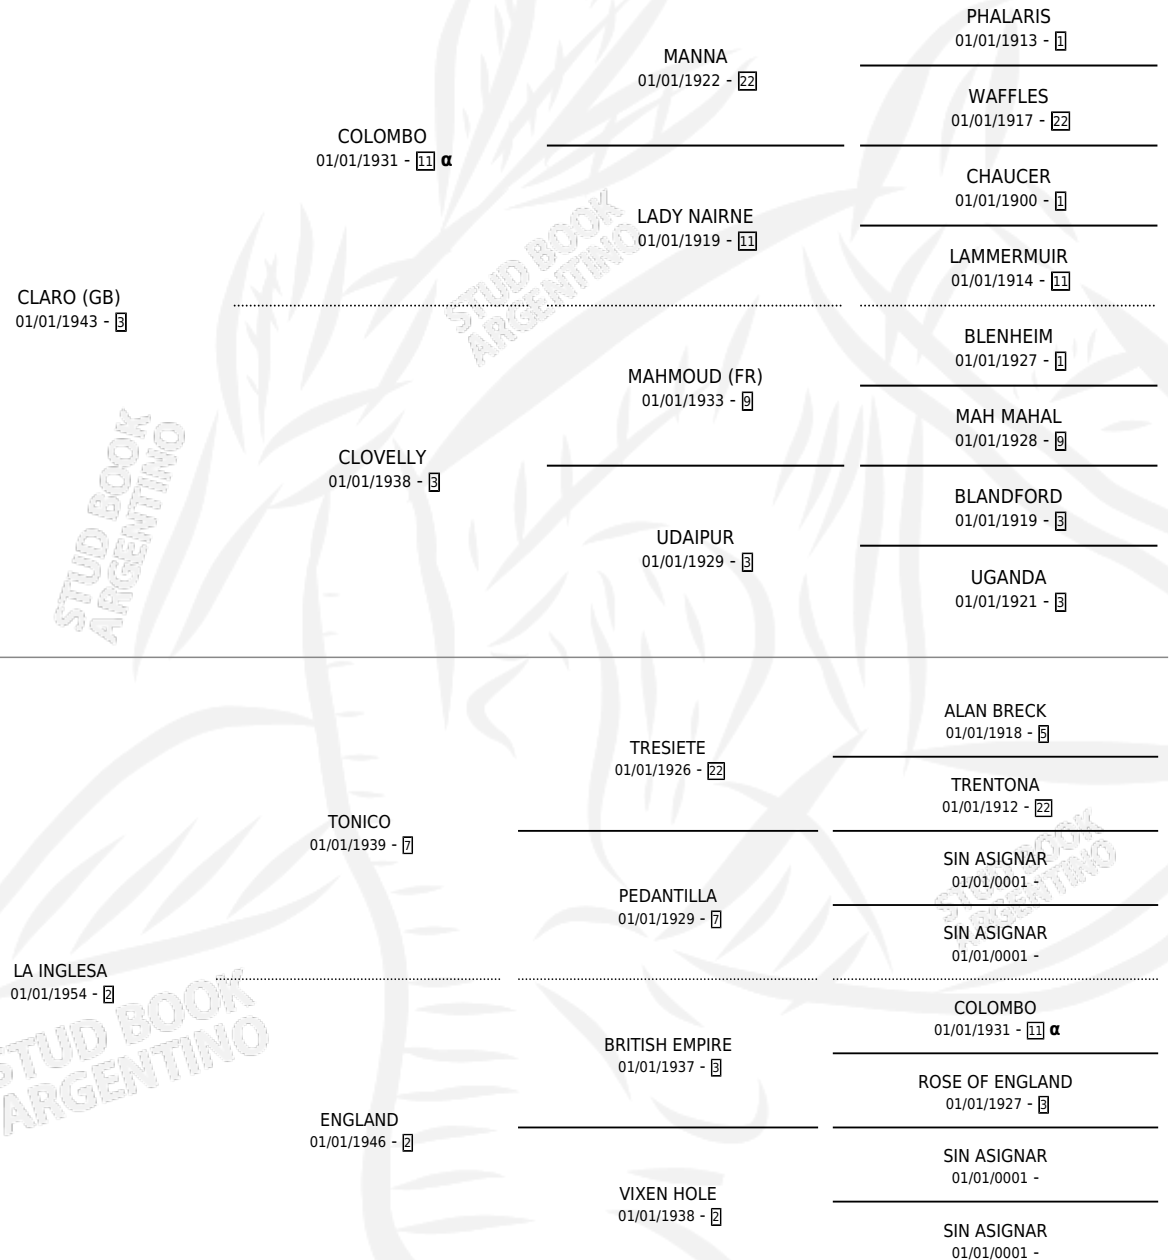 PHALARIS
01/01/1913 - 1
MANNA
01/01/1922 - 22
WAFFLES
01/01/1917 - 22
COLOMBO
01/01/1931 - 11 α
CHAUCER
01/01/1900 - 1
LADY NAIRNE
01/01/1919 - 11
LAMMERMUIR
01/01/1914 - 11
CLARO (GB)
01/01/1943 - 3
BLENHEIM
01/01/1927 - 1
MAHMOUD (FR)
01/01/1933 - 9
MAH MAHAL
01/01/1928 - 9
CLOVELLY
01/01/1938 - 3
BLANDFORD
01/01/1919 - 3
UDAIPUR
01/01/1929 - 3
UGANDA
01/01/1921 - 3
ALAN BRECK
01/01/1918 - 5
TRESIETE
01/01/1926 - 22
TRENTONA
01/01/1912 - 22
TONICO
01/01/1939 - 7
SIN ASIGNAR
01/01/0001 -
PEDANTILLA
01/01/1929 - 7
SIN ASIGNAR
01/01/0001 -
LA INGLESA
01/01/1954 - 2
COLOMBO
01/01/1931 - 11 α
BRITISH EMPIRE
01/01/1937 - 3
ROSE OF ENGLAND
01/01/1927 - 3
ENGLAND
01/01/1946 - 2
SIN ASIGNAR
01/01/0001 -
VIXEN HOLE
01/01/1938 - 2
SIN ASIGNAR
01/01/0001 -
STUD BOOK
ARGENTINO
STUD BOOK
ARGENTINO
STUD BOOK
ARGENTINO
STUD BOOK
ARGENTINO